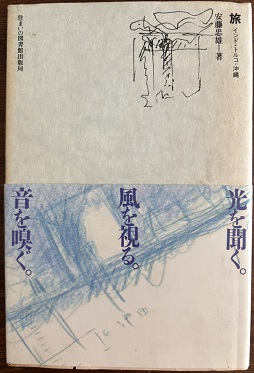 旅
インド・トルコ・沖縄
安藤忠雄―著
住まいの図書館出版局
光を聞く。
風を視る。
音を嗅ぐ。